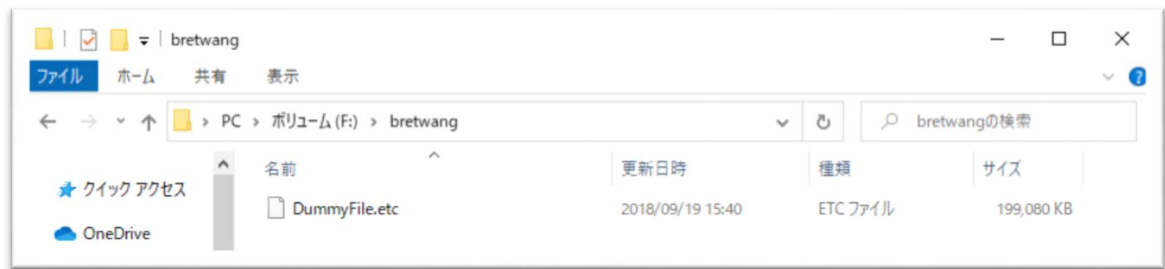 bretwang
ファイル ホーム 共有 表示
PC > ボリューム (F:) > bretwang bretwangの検索
名前 更新日時 種類 サイズ
クイック アクセス
DummyFile.etc 2018/09/19 15:40 ETC ファイル 199,080 KB
OneDrive